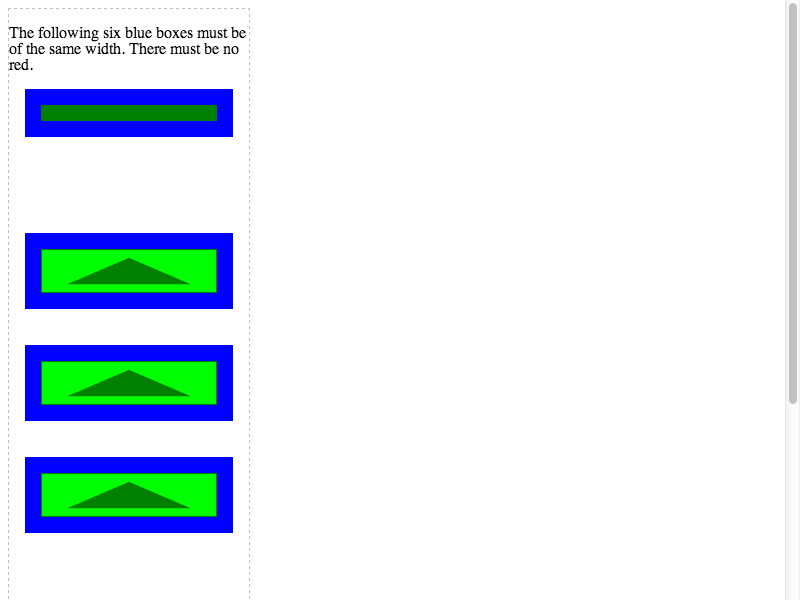 The following six blue boxes must be
of the same width. There must be no
red.